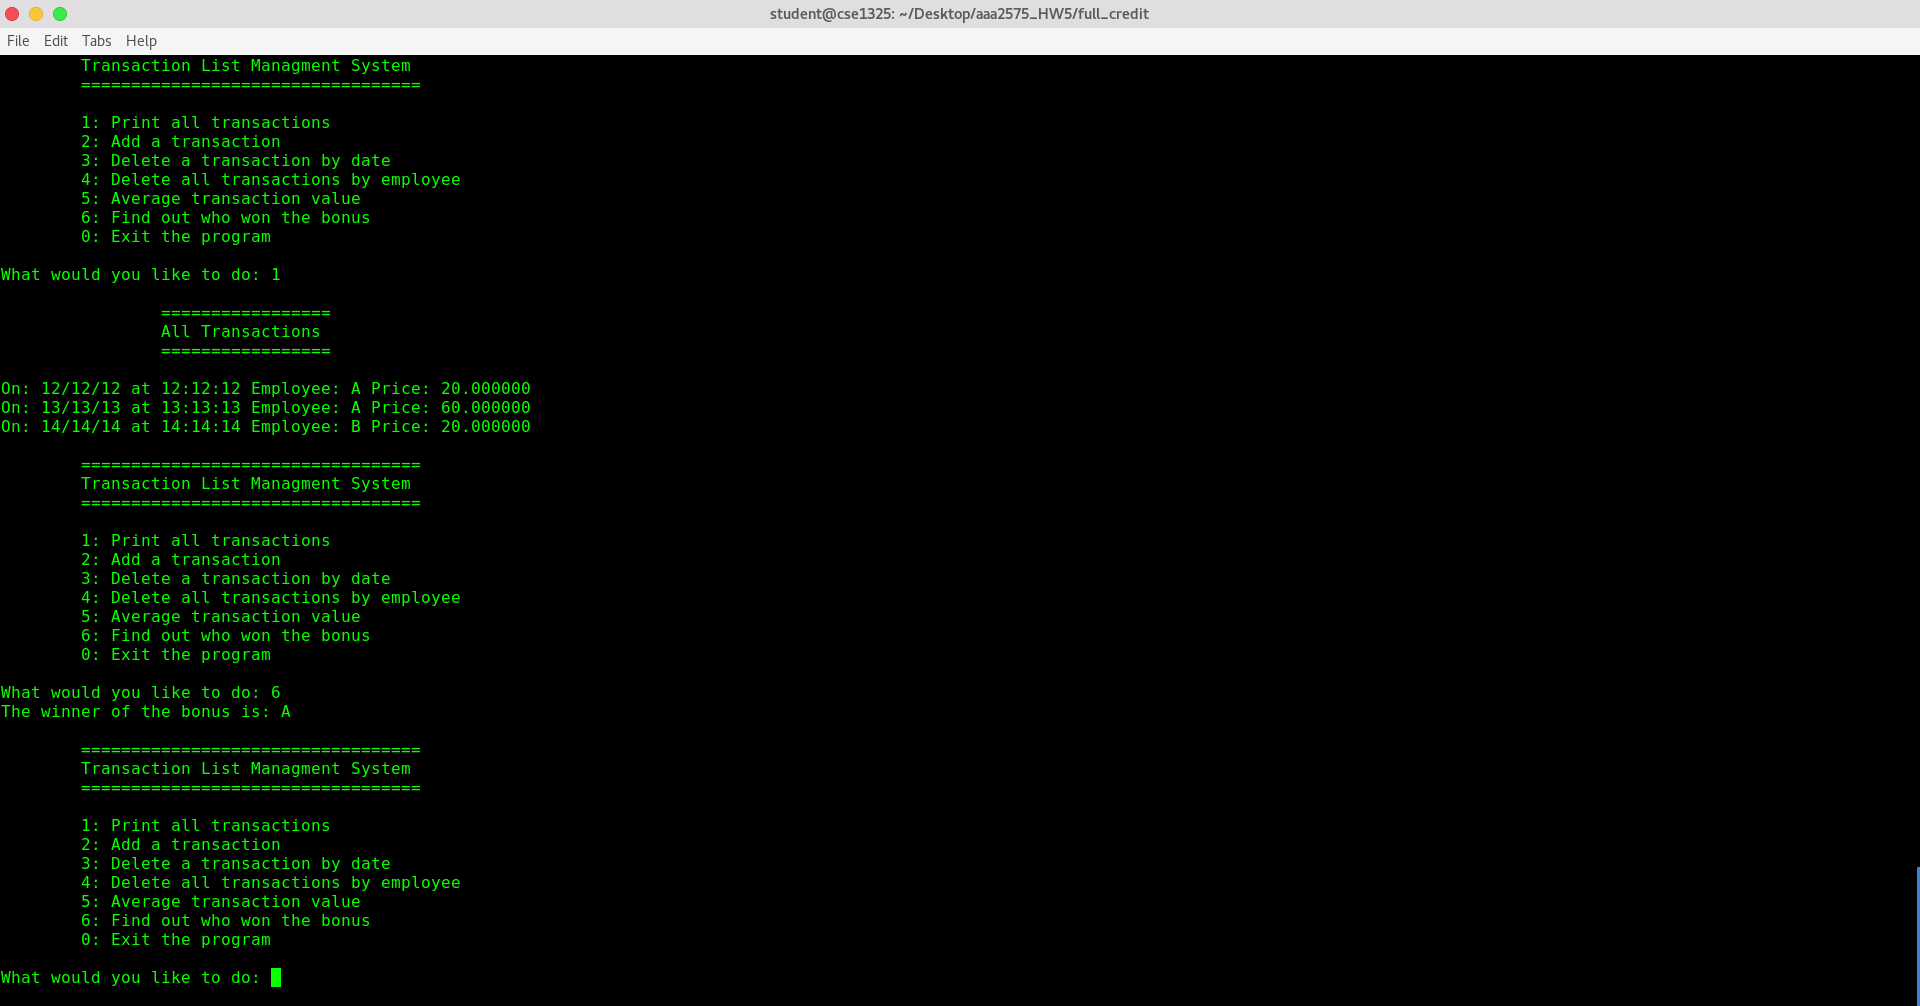 student@cse1325: ~/Desktop/aaa2575_HW5/full_credit
File Edit Tabs Help
Transaction List Managment System
==================================
1: Print all transactions
2: Add a transaction
3: Delete a transaction by date
4: Delete all transactions by employee
5: Average transaction value
6: Find out who won the bonus
0: Exit the program
What would you like to do: 1
=================
All Transactions
=================
On: 12/12/12 at 12:12:12 Employee: A Price: 20.000000
On: 13/13/13 at 13:13:13 Employee: A Price: 60.000000
On: 14/14/14 at 14:14:14 Employee: B Price: 20.000000
==================================
Transaction List Managment System
==================================
1: Print all transactions
2: Add a transaction
3: Delete a transaction by date
4: Delete all transactions by employee
5: Average transaction value
6: Find out who won the bonus
0: Exit the program
What would you like to do: 6
The winner of the bonus is: A
==================================
Transaction List Managment System
==================================
1: Print all transactions
2: Add a transaction
3: Delete a transaction by date
4: Delete all transactions by employee
5: Average transaction value
6: Find out who won the bonus
0: Exit the program
What would you like to do: